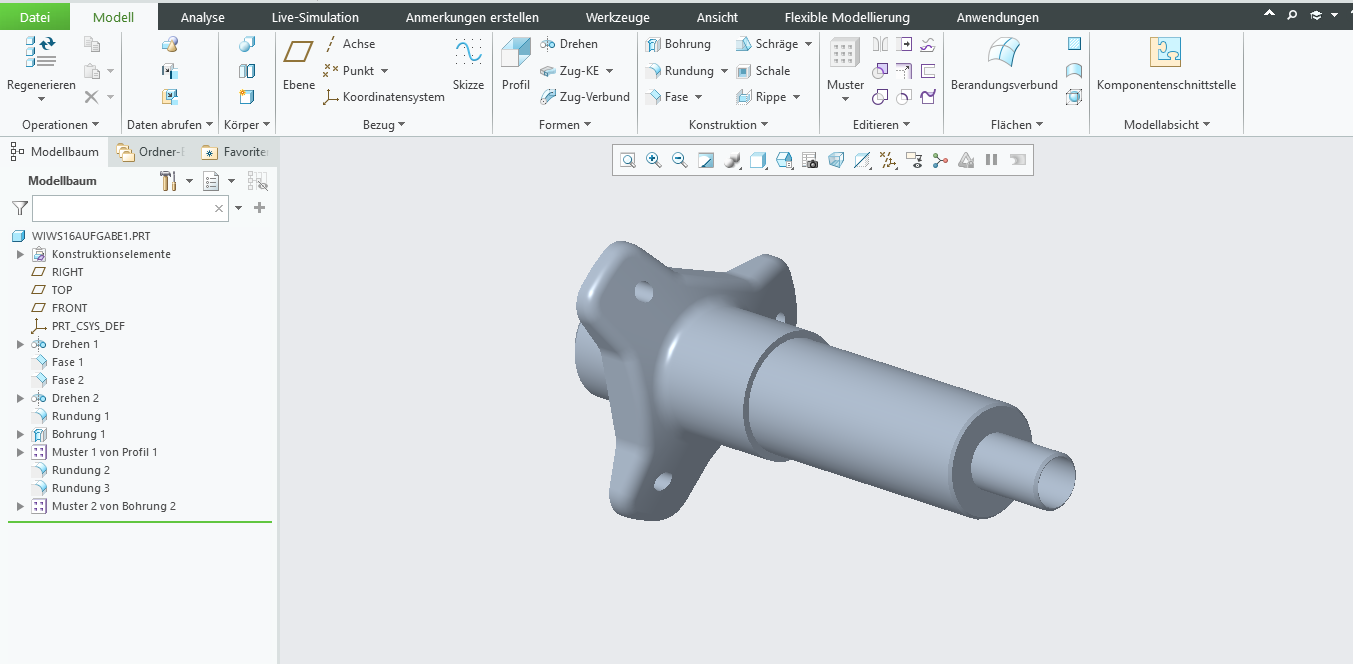 Datei Modell Analyse Live-Simulation Anmerkungen erstellen Werkzeuge Ansicht Flexible Modellierung Anwendungen
Regenerieren
Operationen
Daten abrufen
Körper
Ebene
Achse
Punkt
Koordinatensystem
Skizze
Bezug
Profil
Drehen
Zug-KE
Zug-Verbund
Formen
Bohrung
Rundung
Fase
Schräge
Schale
Rippe
Konstruktion
Muster
Editieren
Berandungsverbund
Flächen
Komponentenschnittstelle
Modellabsicht
Modellbaum Ordner- Favorite
Modellbaum
WIWS16AUFGABE1.PRT
Konstruktionselemente
RIGHT
TOP
FRONT
PRT_CSYS_DEF
Drehen 1
Fase 1
Fase 2
Drehen 2
Rundung 1
Bohrung 1
Muster 1 von Profil 1
Rundung 2
Rundung 3
Muster 2 von Bohrung 2